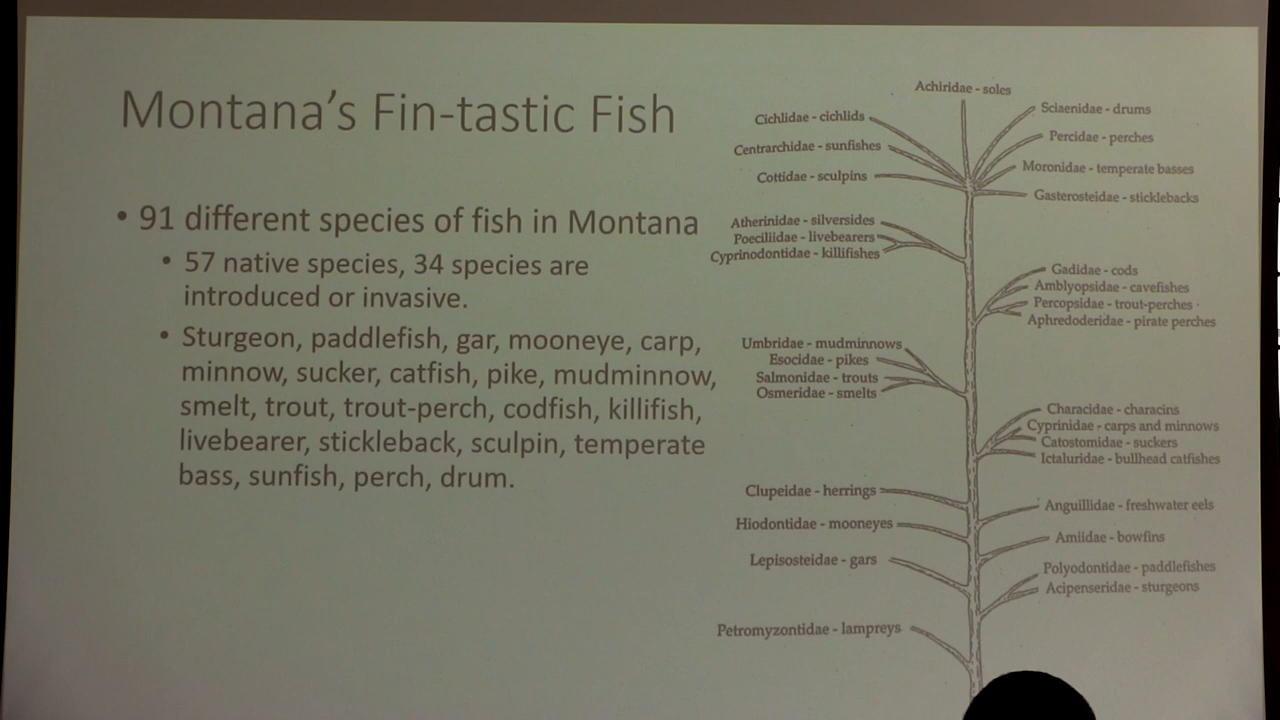 Montana's Fin-tastic Fish
• 91 different species of fish in Montana
• 57 native species, 34 species are
introduced or invasive.
• Sturgeon, paddlefish, gar, mooneye, carp,
minnow, sucker, catfish, pike, mudminnow,
smelt, trout, trout-perch, codfish, killifish,
livebearer, stickleback, sculpin, temperate
bass, sunfish, perch, drum.
Achiridae - soles
Cichlidae - cichlids
Centrarchidae - sunfishes
Cottidae - sculpins
Atherinidae - silversides
Poeciliidae - livebearers
Cyprinodontidae - killifishes
Umbridae - mudminnows
Esocidae - pikes
Salmonidae - trouts
Osmeridae - smelts
Clupeidae - herrings
Hiodontidae - mooneyes
Lepisosteidae - gars
Petromyzontidae - lampreys
Sciaenidae - drums
Percidae - perches
Moronidae - temperate basses
Gasterosteidae - sticklebacks
Gadidae - cods
Amblyopsidae - cavefishes
Percopsidae - trout-perches
Aphredoderidae - pirate perches
Characidae - characins
Cyprinidae - carps and minnows
Catostomidae - suckers
Ictaluridae - bullhead catfishes
Anguillidae - freshwater eels
Amiidae - bowfins
Polyodontidae - paddlefishes
Acipenseridae - sturgeons